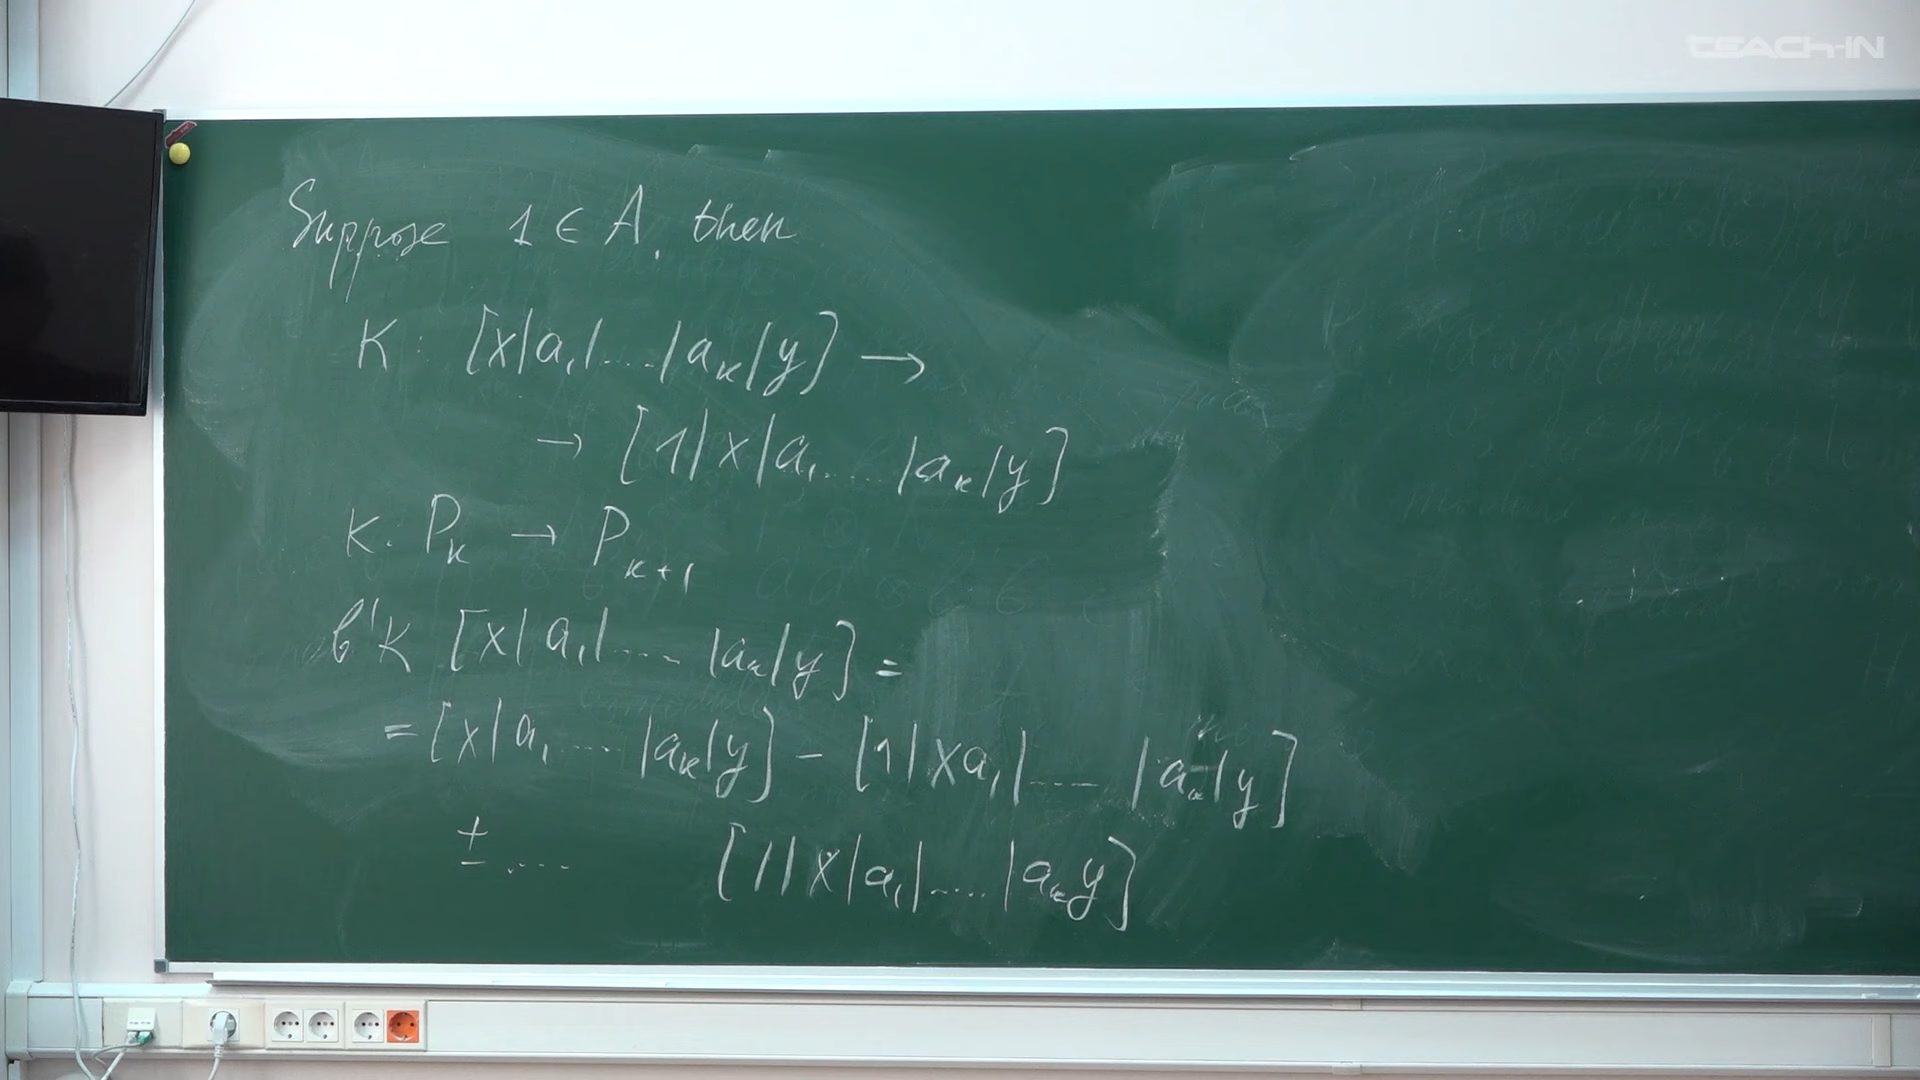 TEACH-IN
Suppose 1 ∈ A, then
K: [x|a₁|....|aₖ|y] →
→ [1|x|a₁.....|aₖ|y]
K: Pₖ → Pₖ₊₁
b'K [x|a₁|.... |aₖ|y] =
= [x|a₁ .... |aₖ|y] - [1|xa₁|.... |aₖ|y]
± .... [1|x|a₁|.....|aₖy]